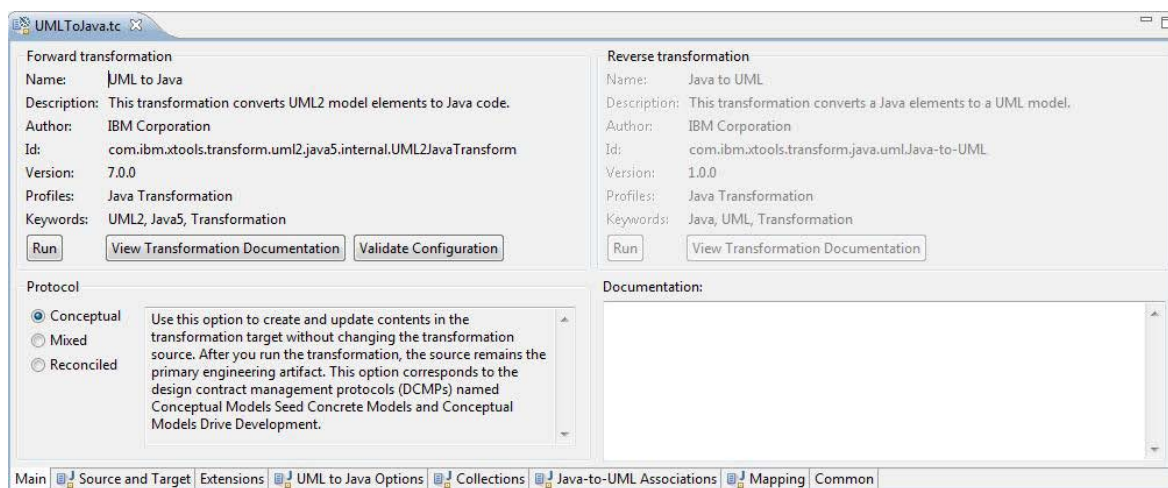 UMLToJava.tc
Forward transformation
Name: UML to Java
Description: This transformation converts UML2 model elements to Java code.
Author: IBM Corporation
Id: com.ibm.xtools.transform.uml2.java5.internal.UML2JavaTransform
Version: 7.0.0
Profiles: Java Transformation
Keywords: UML2, Java5, Transformation
Run View Transformation Documentation Validate Configuration
Reverse transformation
Name: Java to UML
Description: This transformation converts a Java elements to a UML model.
Author: IBM Corporation
Id: com.ibm.xtools.transform.java.uml.Java-to-UML
Version: 1.0.0
Profiles: Java Transformation
Keywords: Java, UML, Transformation
Run View Transformation Documentation
Protocol
Conceptual
Mixed
Reconciled
Use this option to create and update contents in the
transformation target without changing the transformation
source. After you run the transformation, the source remains the
primary engineering artifact. This option corresponds to the
design contract management protocols (DCMPs) named
Conceptual Models Seed Concrete Models and Conceptual
Models Drive Development.
Documentation:
Main Source and Target Extensions UML to Java Options Collections Java-to-UML Associations Mapping Common